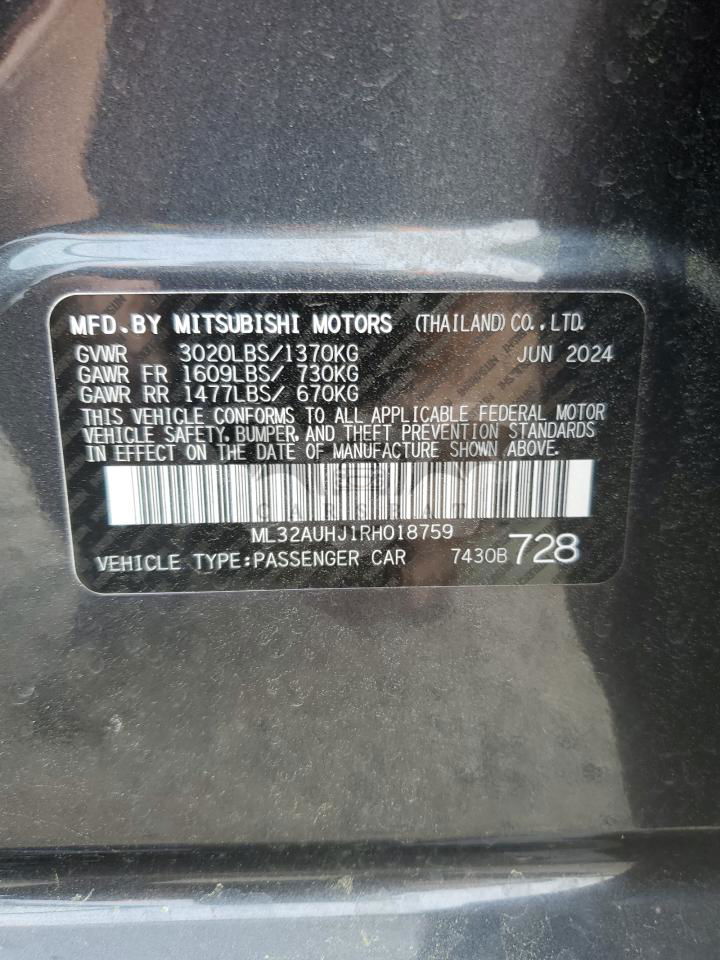 MFD.BY MITSUBISHI MOTORS (THAILAND)CO.,LTD.
GVWR 3020LBS/1370KG JUN 2024
GAWR FR 1609LBS/ 730KG
GAWR RR 1477LBS/ 670KG
THIS VEHICLE CONFORMS TO ALL APPLICABLE FEDERAL MOTOR
VEHICLE SAFETY, BUMPER, AND THEFT PREVENTION STANDARDS
IN EFFECT ON THE DATE OF MANUFACTURE SHOWN ABOVE.
ML32AUHJ1RH018759
VEHICLE TYPE:PASSENGER CAR 7430B 728